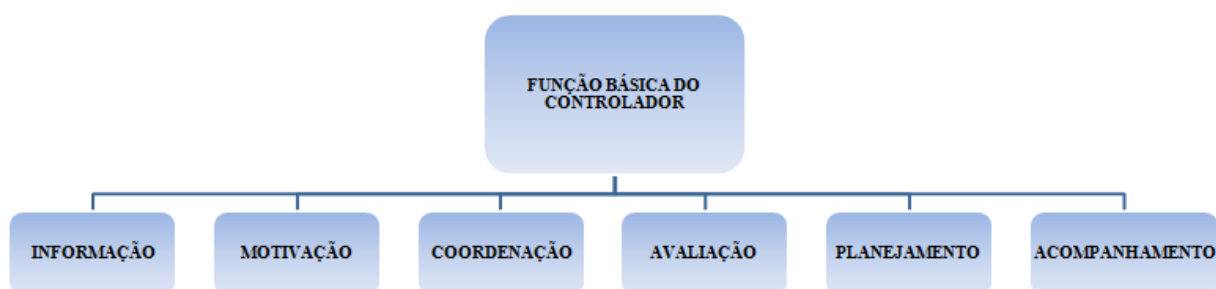 FUNÇÃO BÁSICA DO
CONTROLADOR
INFORMAÇÃO
MOTIVAÇÃO
COORDENAÇÃO
AVALIAÇÃO
PLANEJAMENTO
ACOMPANHAMENTO